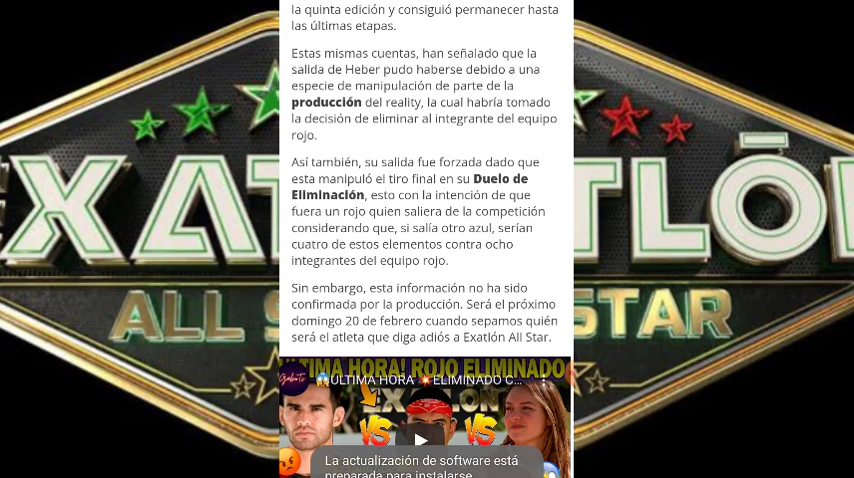 la quinta edición y consiguió permanecer hasta
las últimas etapas.
Estas mismas cuentas, han señalado que la
salida de Heber pudo haberse debido a una
especie de manipulación de parte de la
producción del reality, la cual habría tomado
la decisión de eliminar al integrante del equipo
rojo.
Así también, su salida fue forzada dado que
esta manipuló el tiro final en su Duelo de
Eliminación, esto con la intención de que
fuera un rojo quien saliera de la competición
considerando que, si salía otro azul, serían
cuatro de estos elementos contra ocho
integrantes del equipo rojo.
Sin embargo, esta información no ha sido
confirmada por la producción. Será el próximo
domingo 20 de febrero cuando sepamos quién
será el atleta que diga adiós a Exatlón All Star.
EXATLÓN
ALL STAR
ULTIMA HORA! ROJO ELIMINADO
ULTIMA HORA ELIMINADO C...
EXATLON
VS VS
La actualización de software está
preparada para instalarse